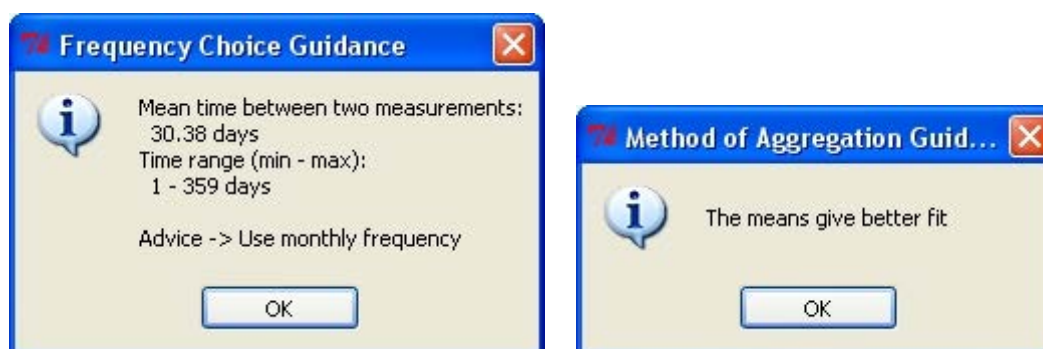 Frequency Choice Guidance
Mean time between two measurements:
30.38 days
Time range (min - max):
1 - 359 days
Advice -> Use monthly frequency
OK
Method of Aggregation Guid...
The means give better fit
OK